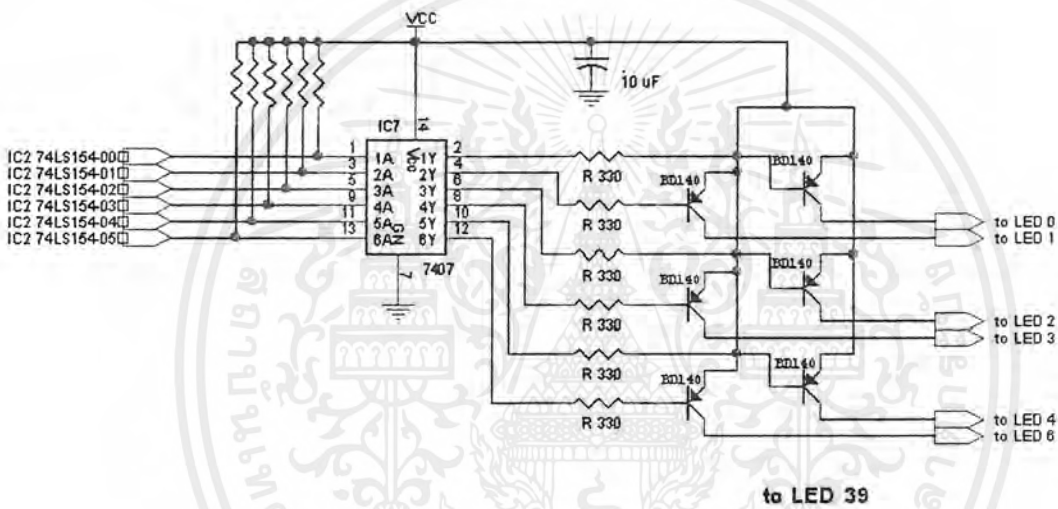 VCC
10 uF
IC7
14
Vcc
IC2 74LS154-00
IC2 74LS154-01
IC2 74LS154-02
IC2 74LS154-03
IC2 74LS154-04
IC2 74LS154-05
1
3
5
9
11
13
1A
2A
3A
4A
5A
6A
GN
1Y
2Y
3Y
4Y
5Y
6Y
2
4
6
8
10
12
7
7407
R 330
R 330
R 330
R 330
R 330
R 330
BD140
BD140
BD140
BD140
BD140
BD140
to LED 0
to LED 1
to LED 2
to LED 3
to LED 4
to LED 6
to LED 39